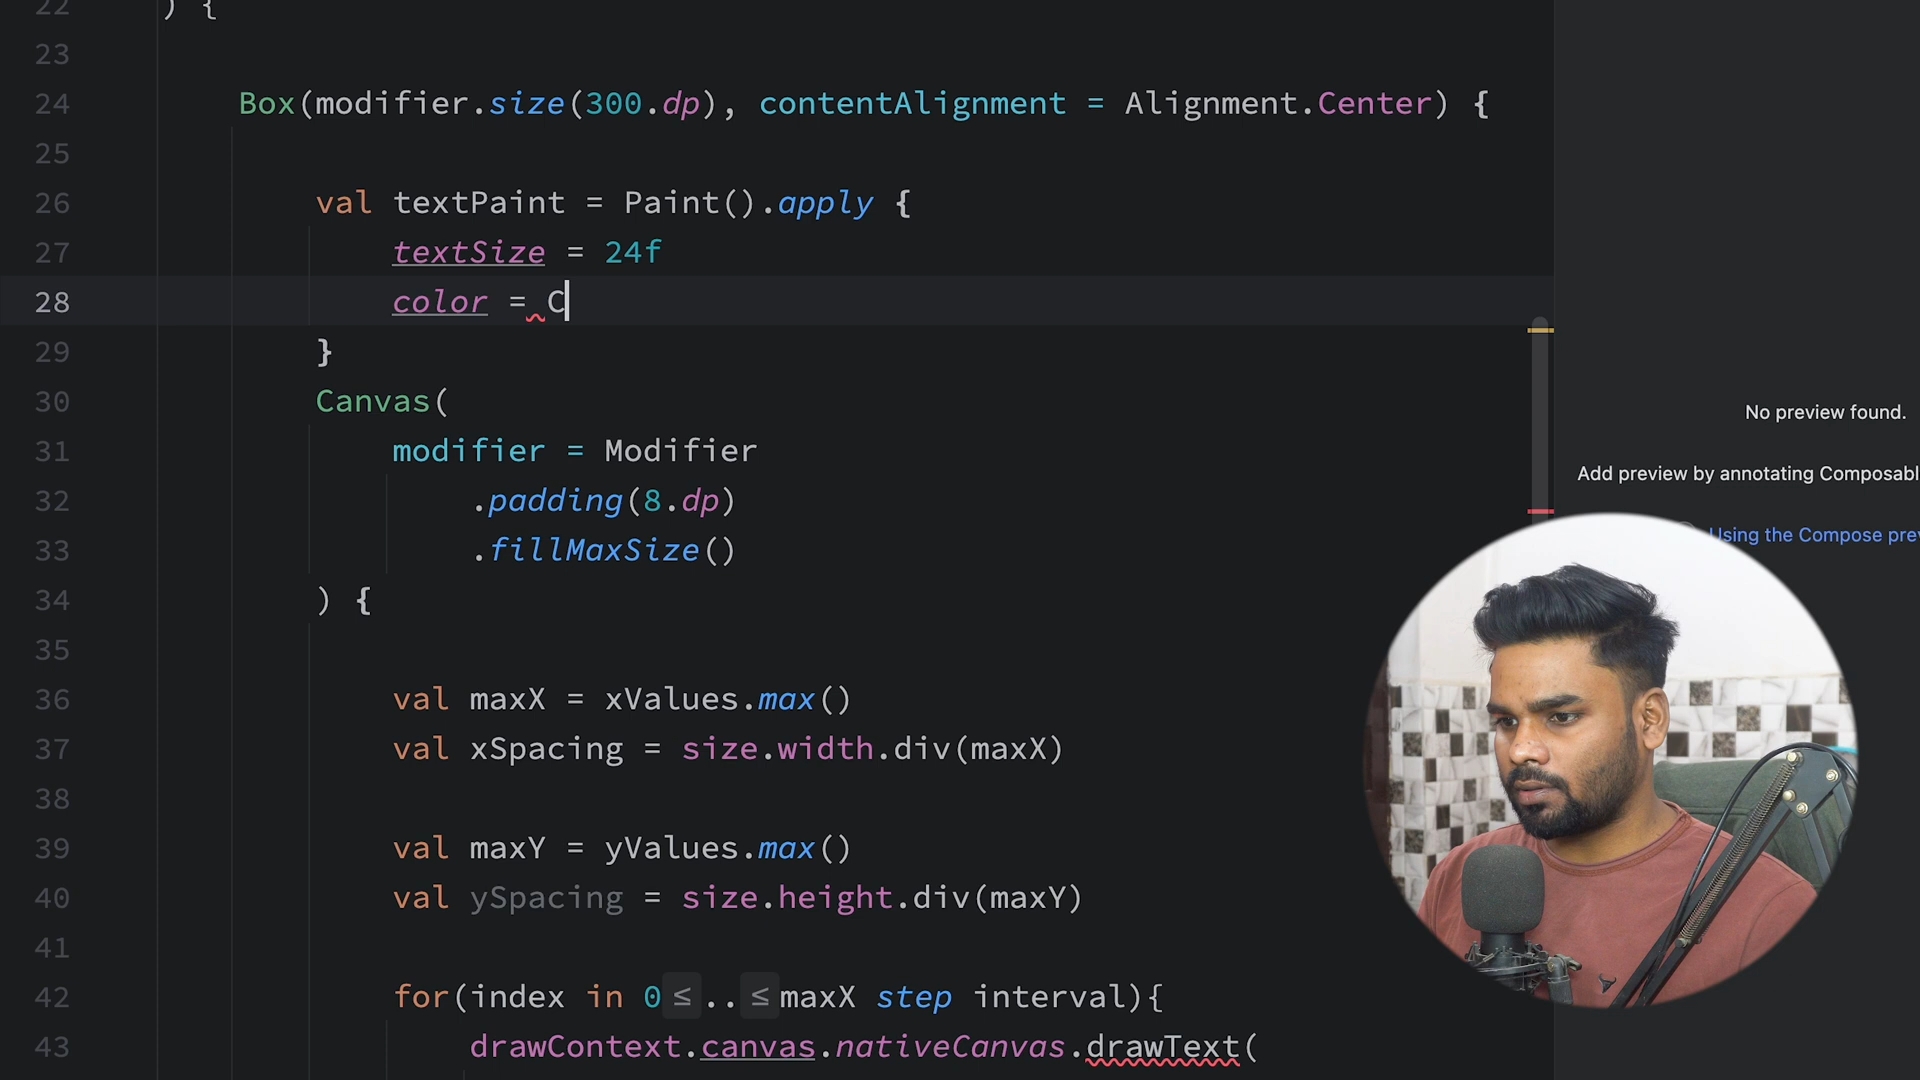 22 ) {
23
24 Box(modifier.size(300.dp), contentAlignment = Alignment.Center) {
25
26 val textPaint = Paint().apply {
27 textSize = 24f
28 color = C
29 }
30 Canvas(
31 modifier = Modifier
32 .padding(8.dp)
33 .fillMaxSize()
34 ) {
35
36 val maxX = xValues.max()
37 val xSpacing = size.width.div(maxX)
38
39 val maxY = yValues.max()
40 val ySpacing = size.height.div(maxY)
41
42 for(index in 0 ≤ .. ≤ maxX step interval){
43 drawContext.canvas.nativeCanvas.drawText(
No preview found.
Add preview by annotating Composabl
Using the Compose prev